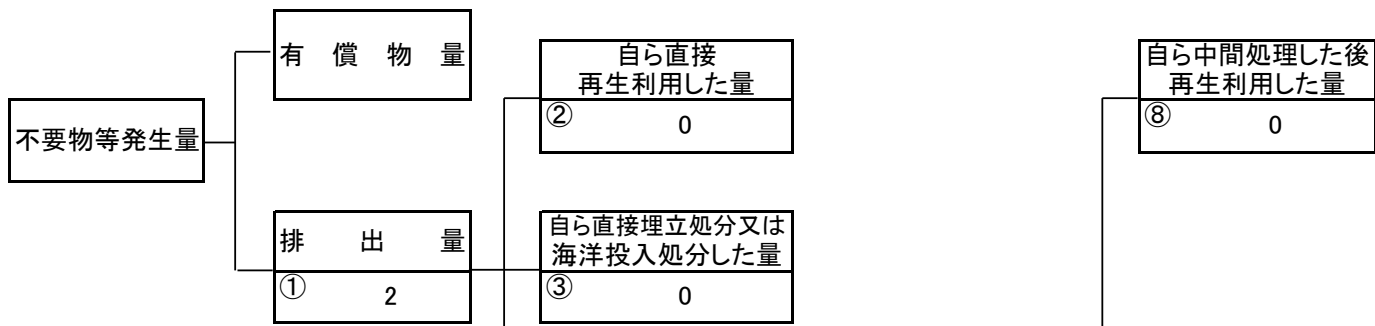 有償物量
自ら直接
再生利用した量
② 0
自ら中間処理した後
再生利用した量
⑧ 0
不要物等発生量
排出量
① 2
自ら直接埋立処分又は
海洋投入処分した量
③ 0